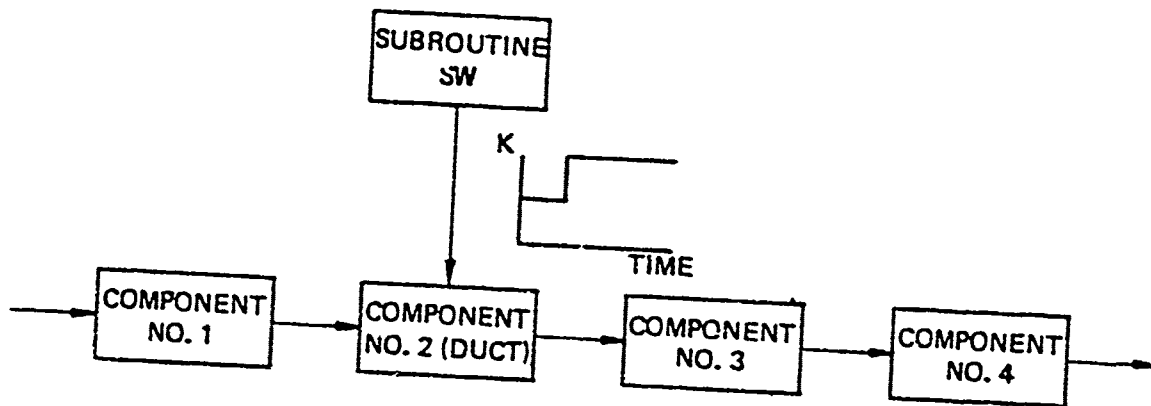 SUBROUTINE
SW
K
TIME
COMPONENT
NO. 1
COMPONENT
NO. 2 (DUCT)
COMPONENT
NO. 3
COMPONENT
NO. 4